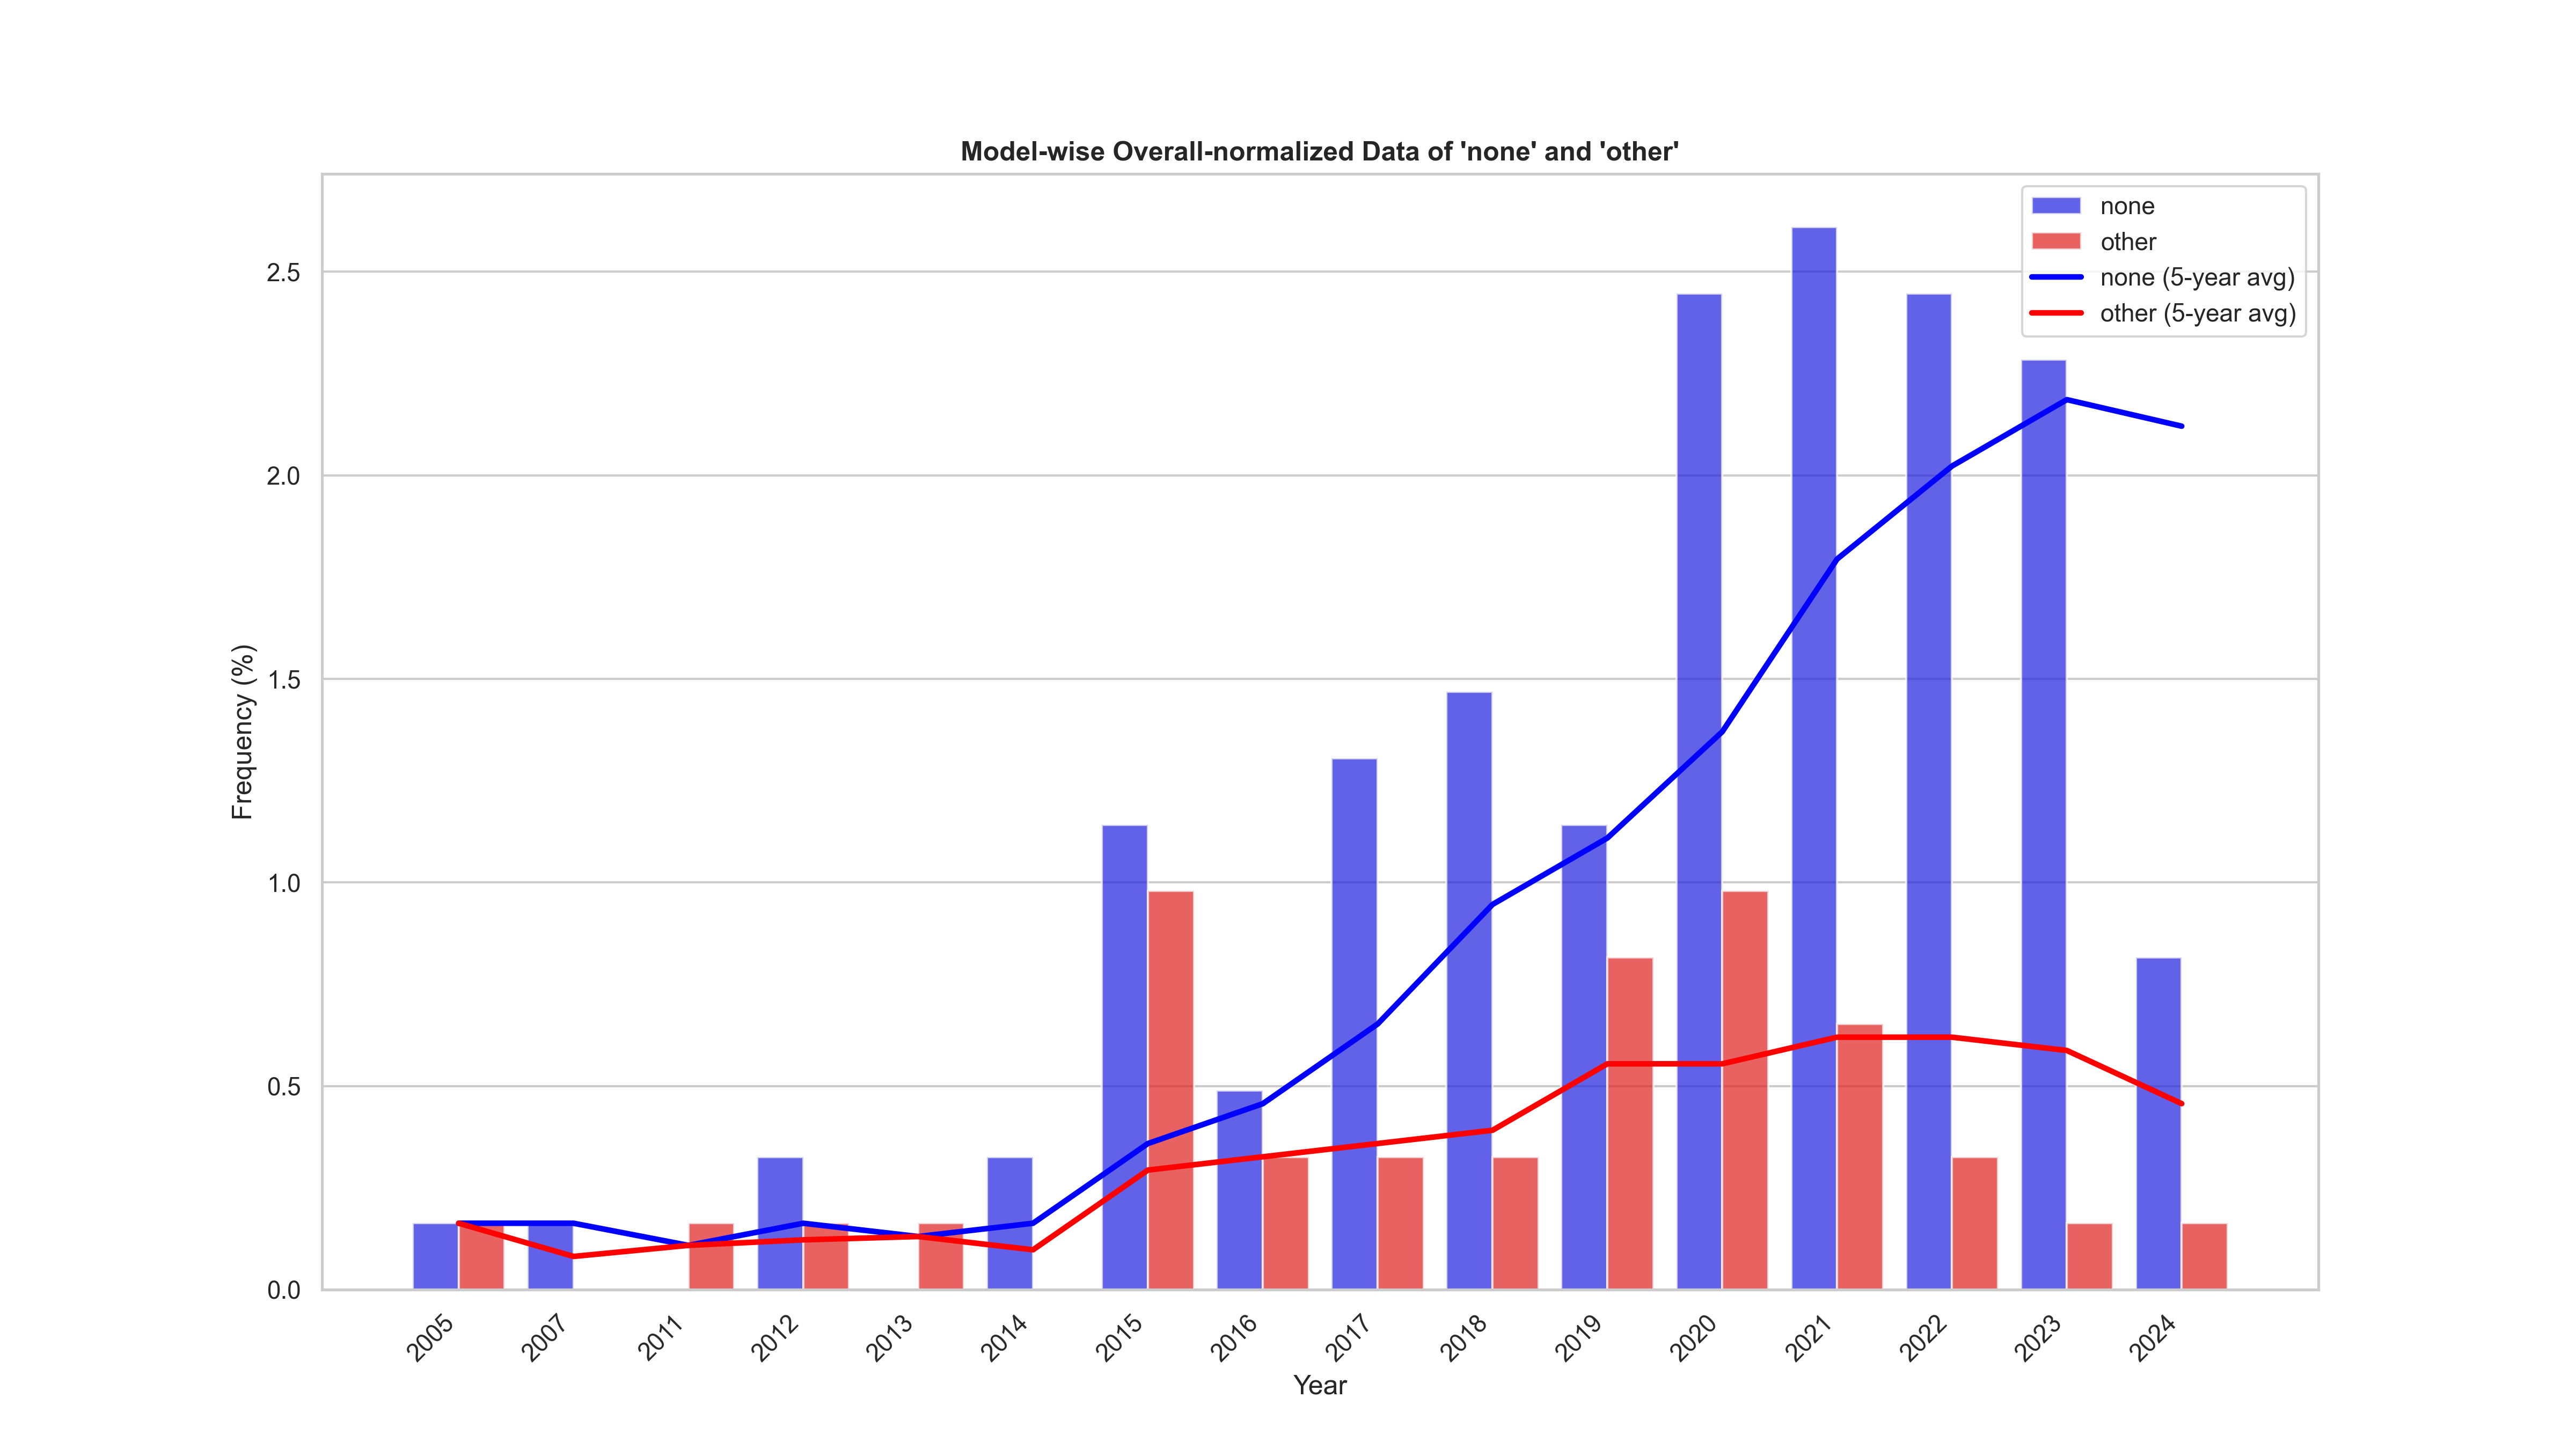 Model-wise Overall-normalized Data of 'none' and 'other'
none
other
none (5-year avg)
other (5-year avg)
Frequency (%)
2.5
2.0
1.5
1.0
0.5
0.0
2005 2007 2011 2012 2013 2014 2015 2016 2017 2018 2019 2020 2021 2022 2023 2024
Year